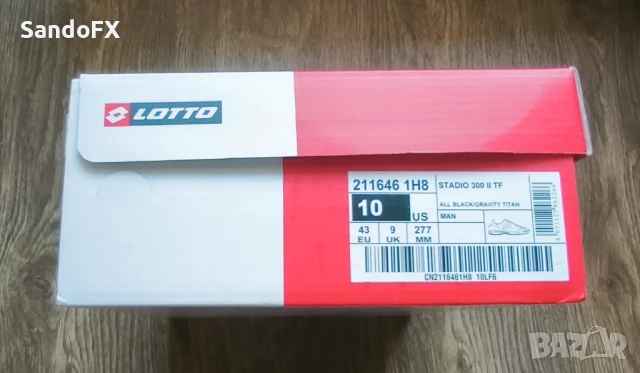 SandoFX
LOTTO
211646 1H8
STADIO 300 II TF
10 US
ALL BLACK/GRAVITY TITAN
MAN
43 9 277
EU UK MM
CN2116461H8 10LF6
BAZAR